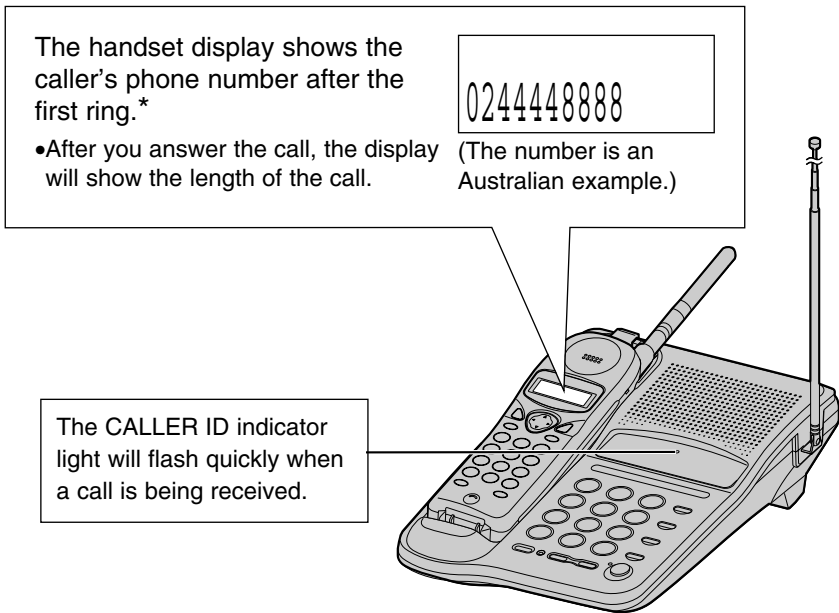 The handset display shows the
caller’s phone number after the
first ring.*
•After you answer the call, the display
will show the length of the call.
0244448888
(The number is an
Australian example.)
The CALLER ID indicator
light will flash quickly when
a call is being received.